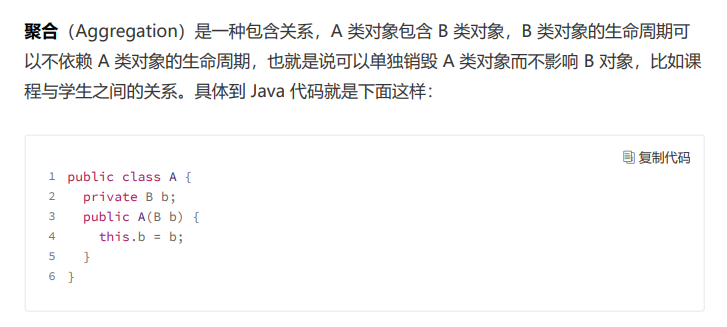 聚合（Aggregation）是一种包含关系，A 类对象包含 B 类对象，B 类对象的生命周期可
以不依赖 A 类对象的生命周期，也就是说可以单独销毁 A 类对象而不影响 B 对象，比如课
程与学生之间的关系。具体到 Java 代码就是下面这样：
复制代码
1 public class A {
2   private B b;
3   public A(B b) {
4     this.b = b;
5   }
6 }